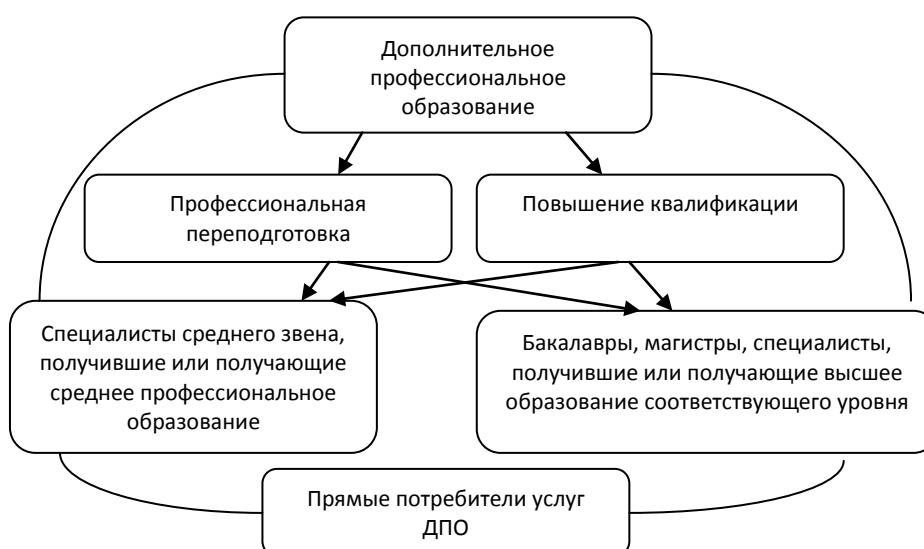 Дополнительное
профессиональное
образование
Профессиональная
переподготовка
Повышение квалификации
Специалисты среднего звена,
получившие или получающие
среднее профессиональное
образование
Бакалавры, магистры, специалисты,
получившие или получающие высшее
образование соответствующего уровня
Прямые потребители услуг
ДПО